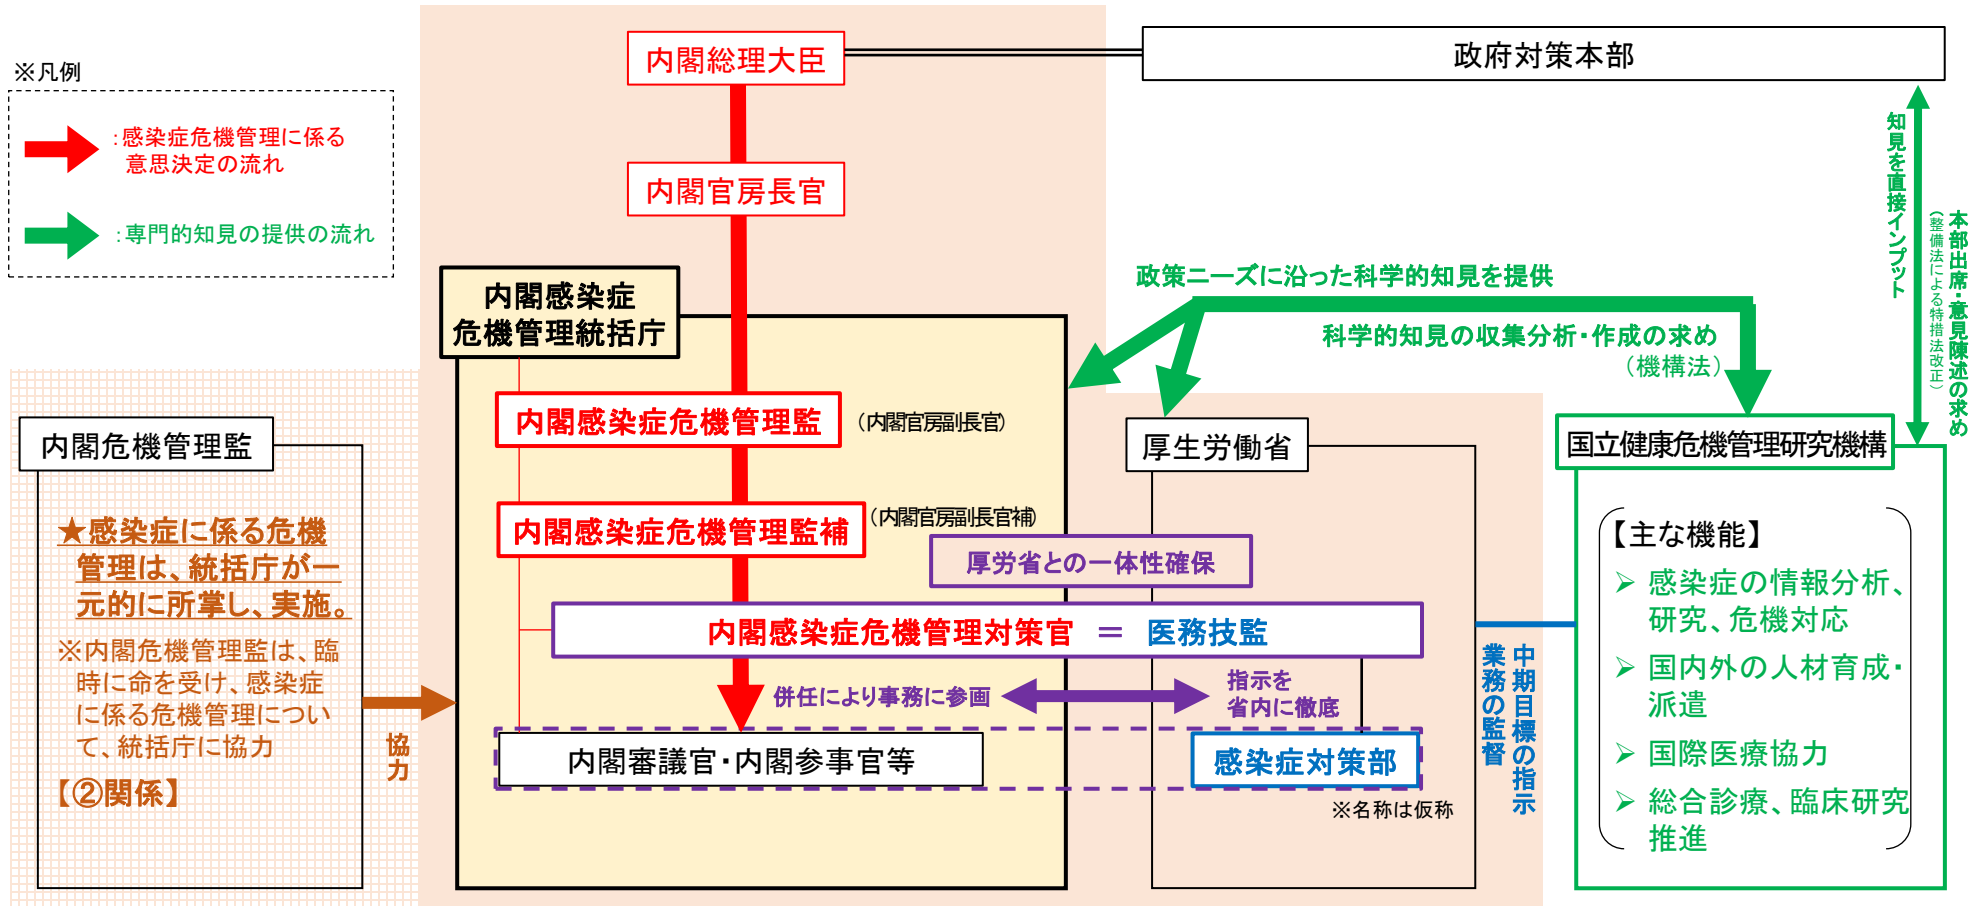 ※凡例
：感染症危機管理に係る
意思決定の流れ
：専門的知見の提供の流れ
内閣総理大臣
政府対策本部
内閣官房長官
知見を直接インプット
本部出席・意見陳述の求め
（整備法による特措法改正）
政策ニーズに沿った科学的知見を提供
科学的知見の収集分析・作成の求め
（機構法）
内閣感染症
危機管理統括庁
内閣感染症危機管理監
（内閣官房副長官）
内閣感染症危機管理監補
（内閣官房副長官補）
厚労省との一体性確保
内閣感染症危機管理対策官 ＝ 医務技監
併任により事務に参画
指示を
省内に徹底
内閣審議官・内閣参事官等
感染症対策部
※名称は仮称
厚生労働省
内閣危機管理監
★感染症に係る危機
管理は、統括庁が一
元的に所掌し、実施。
※内閣危機管理監は、臨
時に命を受け、感染症
に係る危機管理につい
て、統括庁に協力
【②関係】
協力
中期目標の指示
業務の監督
国立健康危機管理研究機構
【主な機能】
➢ 感染症の情報分析、
研究、危機対応
➢ 国内外の人材育成・
派遣
➢ 国際医療協力
➢ 総合診療、臨床研究
推進